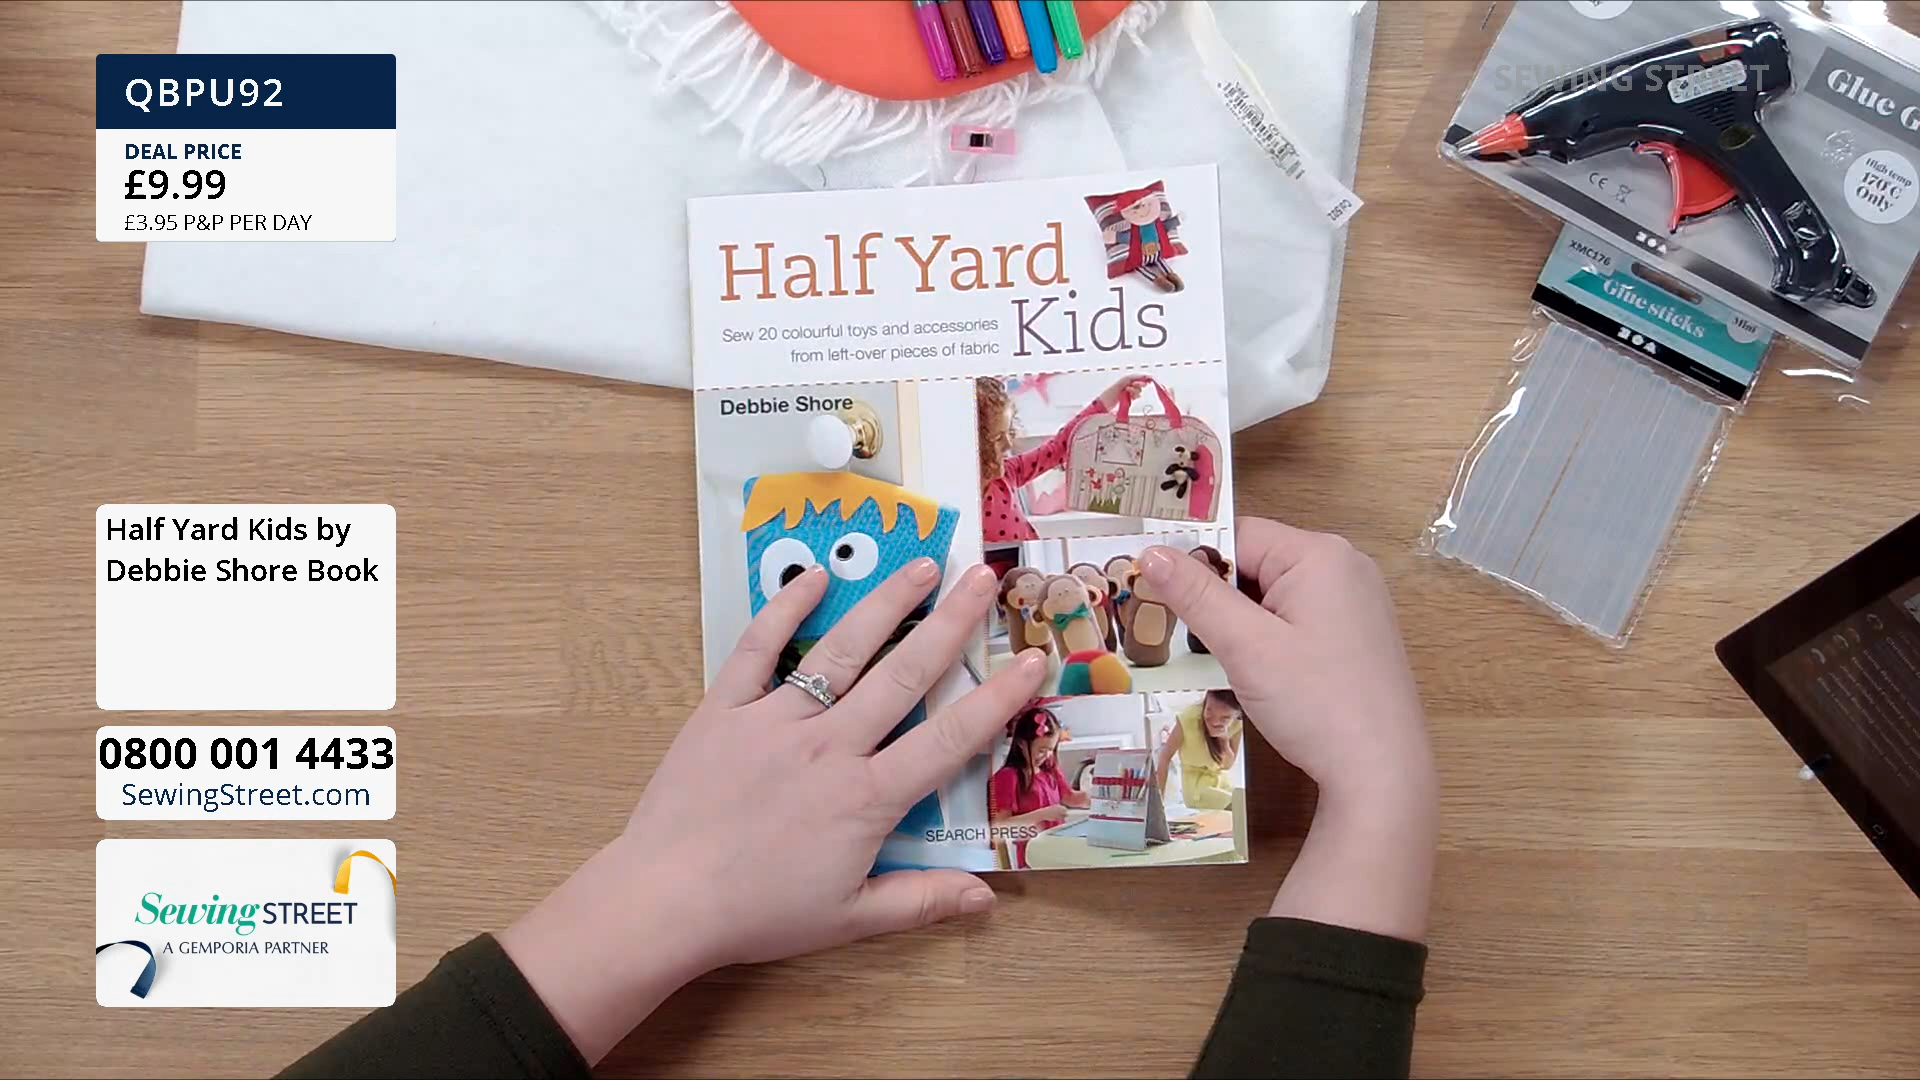 QBPU92
DEAL PRICE
£9.99
£3.95 P&P PER DAY
Half Yard Kids by
Debbie Shore Book
0800 001 4433
SewingStreet.com
Sewing STREET
A GEMPORIA PARTNER
Half Yard
Kids
Sew 20 colourful toys and accessories
from left-over pieces of fabric
Debbie Shore
SEARCH PRESS
SEWING STREET
Glue G
High temp
170°C
Only
CE
XMC176
Glue sticks
Mini